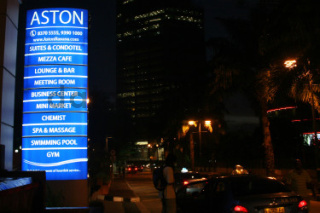 ASTON
SUITES & CONDOTEL
MEZZA CAFE
LOUNGE & BAR
MEETING ROOM
BUSINESS CENTER
MINI MARKET
CHEMIST
SPA & MASSAGE
SWIMMING POOL
GYM